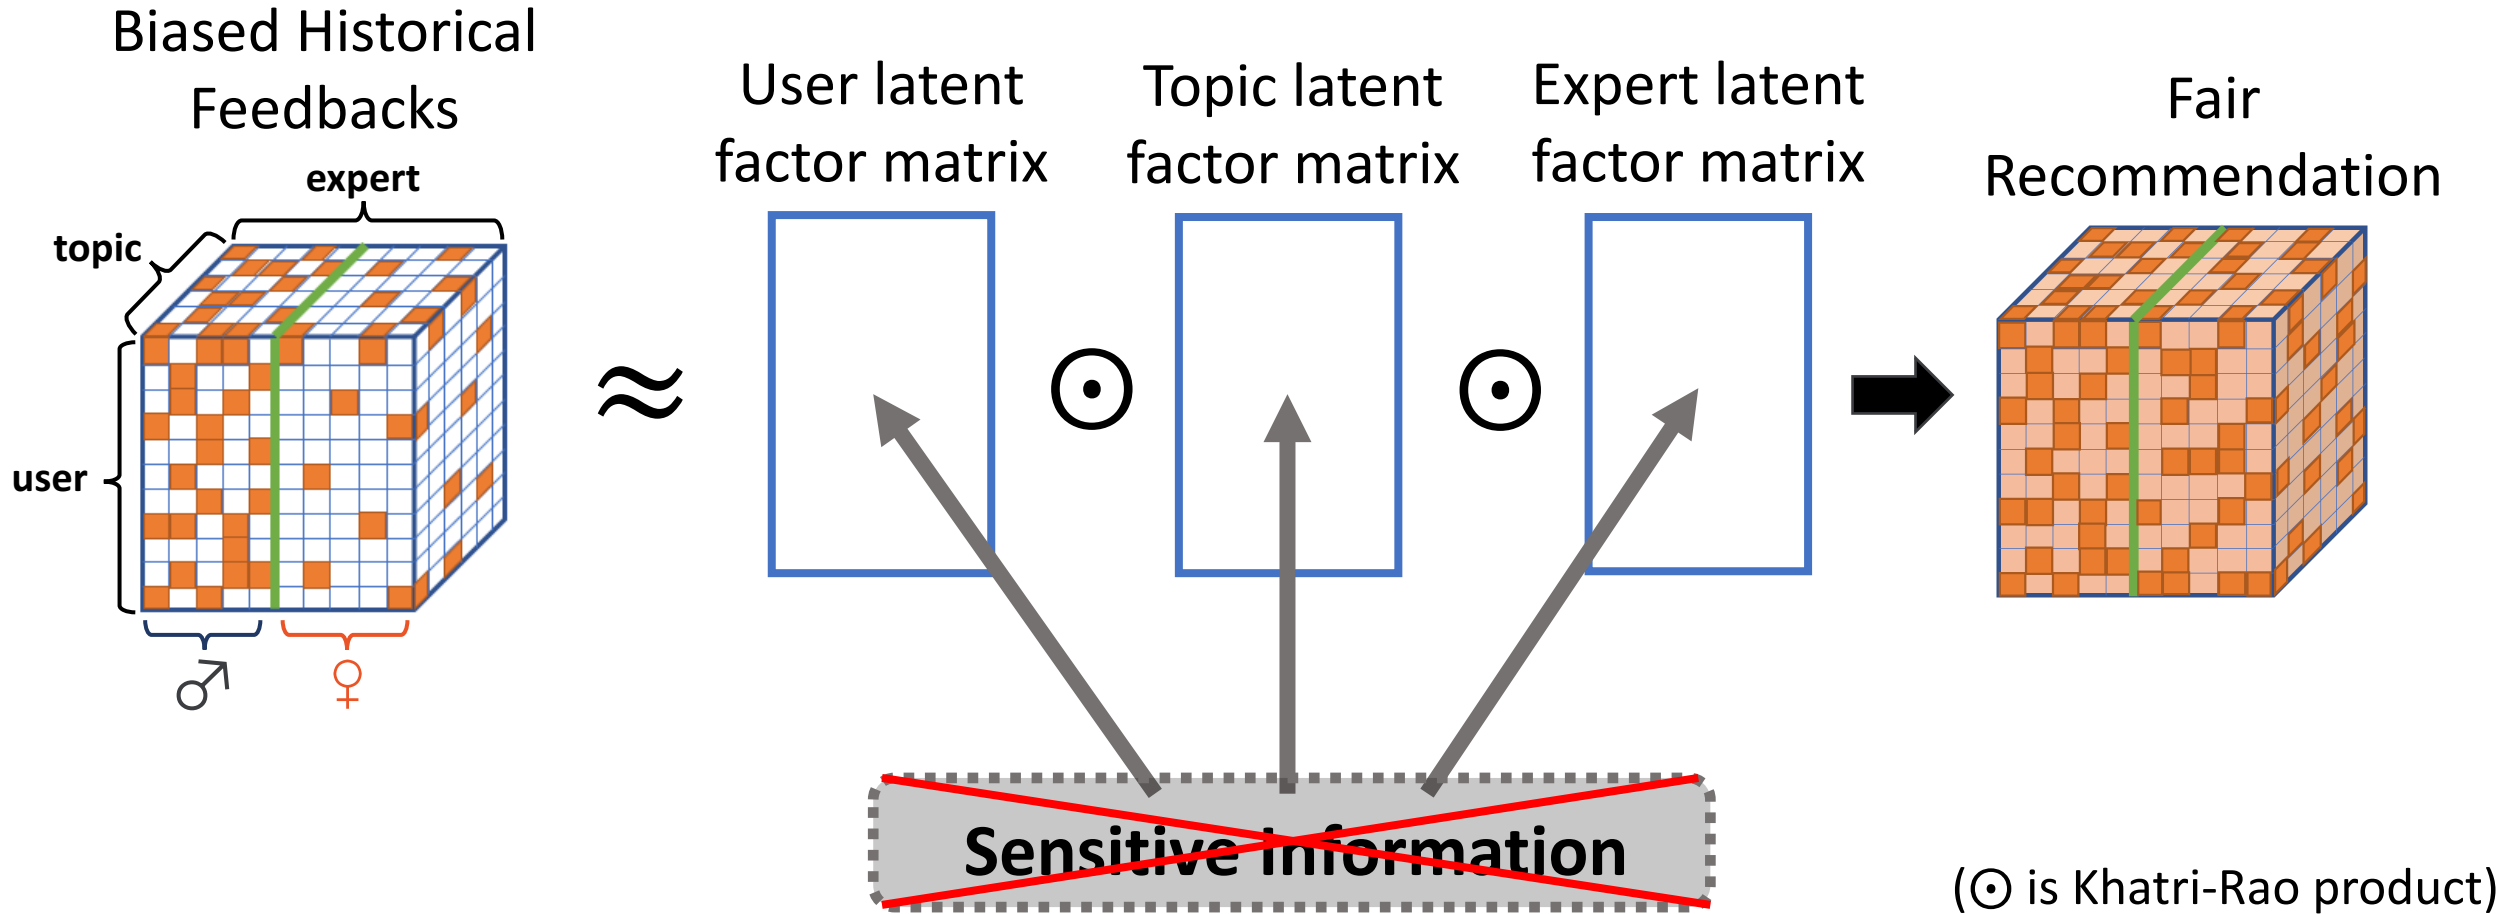 Biased Historical
Feedbacks
expert
topic
user
♂
♀
≈
User latent
factor matrix
⊙
Topic latent
factor matrix
⊙
Expert latent
factor matrix
Fair
Recommendation
Sensitive Information
(⊙ is Khatri-Rao product)